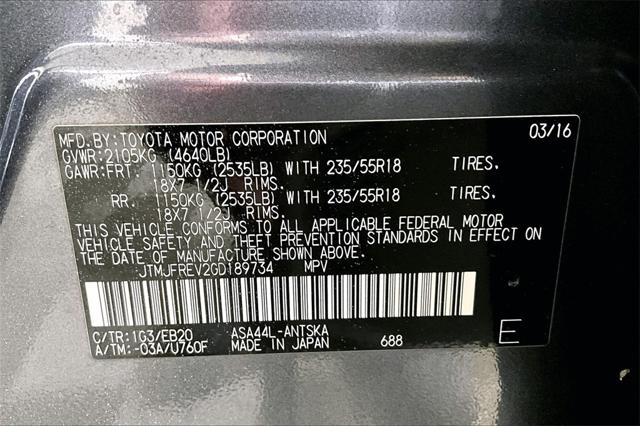 MFD.BY:TOYOTA MOTOR CORPORATION 03/16
GVWR:2105KG (4640LB)
GAWR:FRT. 1150KG (2535LB) WITH 235/55R18 TIRES.
18X7 1/2J RIMS.
RR. 1150KG (2535LB) WITH 235/55R18 TIRES.
18X7 1/2J RIMS.
THIS VEHICLE CONFORMS TO ALL APPLICABLE FEDERAL MOTOR
VEHICLE SAFETY AND THEFT PREVENTION STANDARDS IN EFFECT ON
THE DATE OF MANUFACTURE SHOWN ABOVE.
JTMJFREV2GD189734 MPV
C/TR:1G3/EB20 ASA44L-ANTSKA
A/TM:-03A/U760F MADE IN JAPAN 688 E